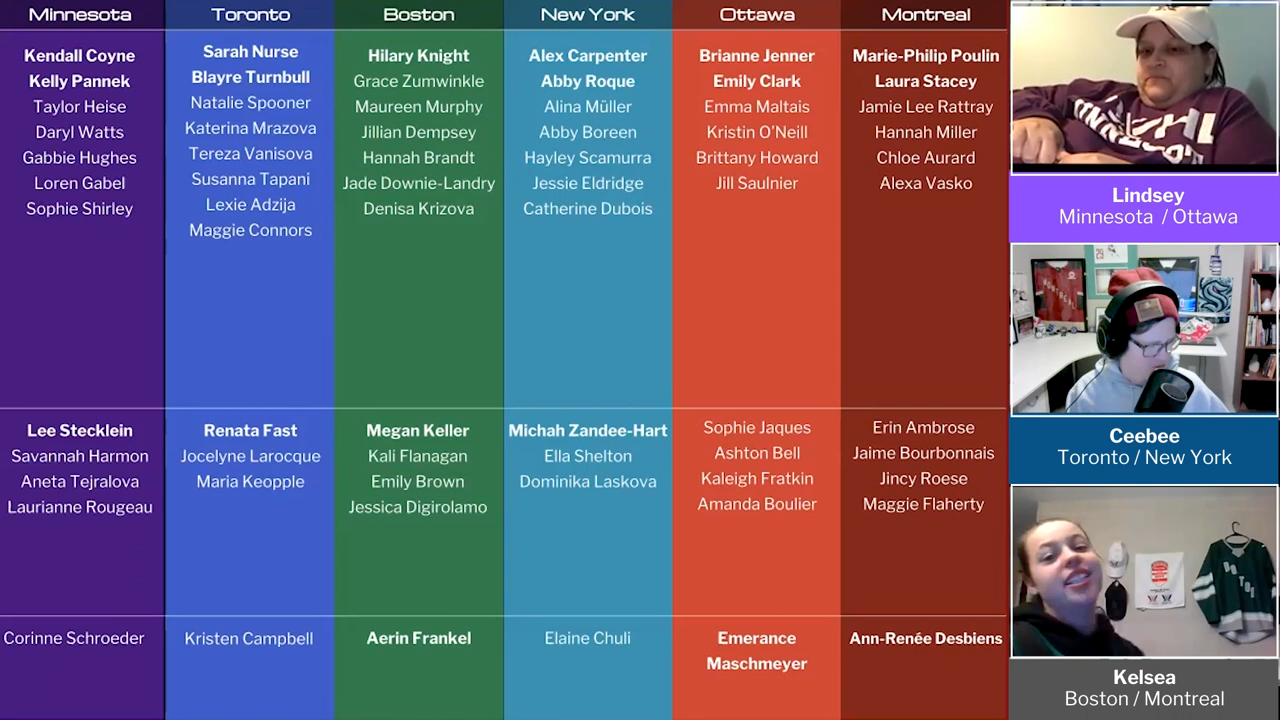 Minnesota
Kendall Coyne
Kelly Pannek
Taylor Heise
Daryl Watts
Gabbie Hughes
Loren Gabel
Sophie Shirley
Lee Stecklein
Savannah Harmon
Aneta Tejralova
Laurianne Rougeau
Corinne Schroeder
Toronto
Sarah Nurse
Blayre Turnbull
Natalie Spooner
Katerina Mrazova
Tereza Vanisova
Susanna Tapani
Lexie Adzija
Maggie Connors
Renata Fast
Jocelyne Larocque
Maria Keopple
Kristen Campbell
Boston
Hilary Knight
Grace Zumwinkle
Maureen Murphy
Jillian Dempsey
Hannah Brandt
Jade Downie-Landry
Denisa Krizova
Megan Keller
Kali Flanagan
Emily Brown
Jessica Digirolamo
Aerin Frankel
New York
Alex Carpenter
Abby Roque
Alina Müller
Abby Boreen
Hayley Scamurra
Jessie Eldridge
Catherine Dubois
Michah Zandee-Hart
Ella Shelton
Dominika Laskova
Elaine Chuli
Ottawa
Brianne Jenner
Emily Clark
Emma Maltais
Kristin O'Neill
Brittany Howard
Jill Saulnier
Sophie Jaques
Ashton Bell
Kaleigh Fratkin
Amanda Boulier
Emerance
Maschmeyer
Montreal
Marie-Philip Poulin
Laura Stacey
Jamie Lee Rattray
Hannah Miller
Chloe Aurard
Alexa Vasko
Erin Ambrose
Jaime Bourbonnais
Jincy Roese
Maggie Flaherty
Ann-Renée Desbiens
Lindsey
Minnesota / Ottawa
MONTREAL
Ceebee
Toronto / New York
Kelsea
Boston / Montreal